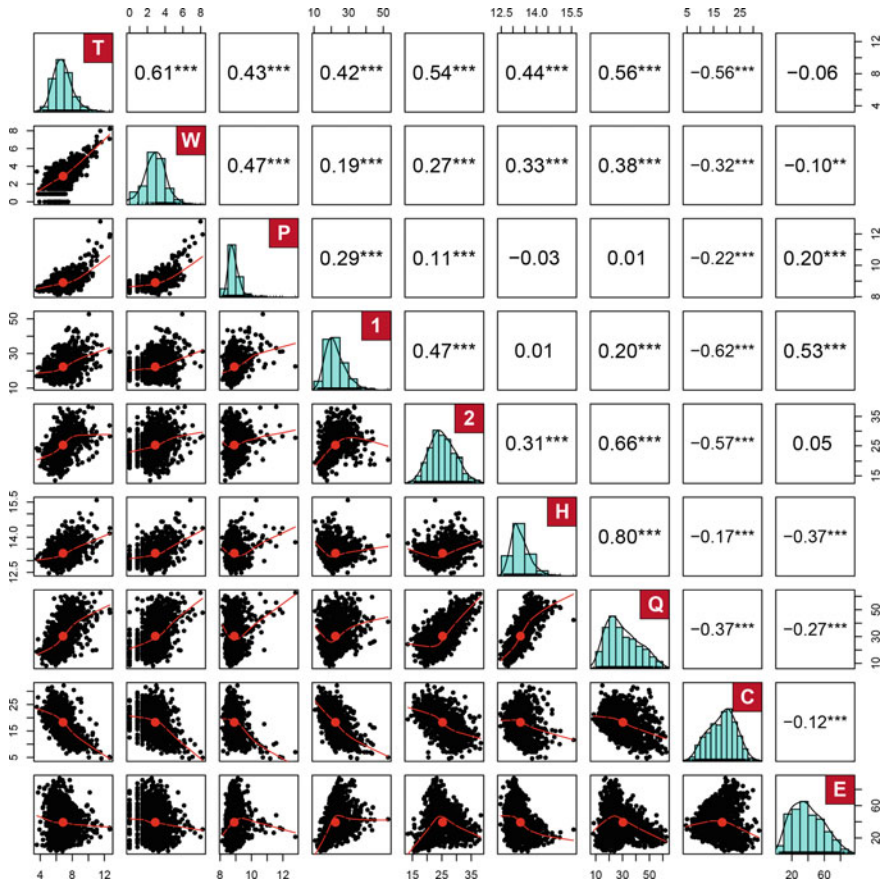 0 2 4 6 8 10 30 50 12.5 14.0 15.5 5 15 25
T 0.61*** 0.43*** 0.42*** 0.54*** 0.44*** 0.56*** −0.56*** −0.06 4 8 12
0 2 4 6 8 W 0.47*** 0.19*** 0.27*** 0.33*** 0.38*** −0.32*** −0.10**
P 0.29*** 0.11*** −0.03 0.01 −0.22*** 0.20*** 8 10 12
10 30 50 1 0.47*** 0.01 0.20*** −0.62*** 0.53***
2 0.31*** 0.66*** −0.57*** 0.05 15 25 35
12.5 14.0 15.5 H 0.80*** −0.17*** −0.37***
Q −0.37*** −0.27*** 10 30 50
5 15 25 C −0.12***
E 20 60
4 6 8 12 8 9 10 12 15 25 35 10 30 50 20 60